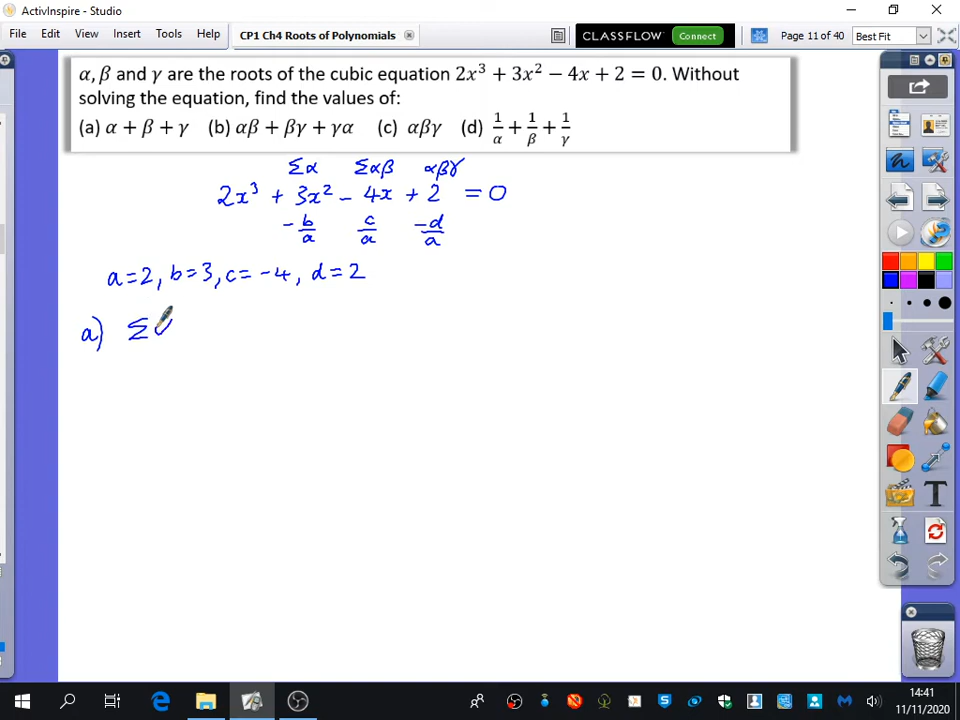 ActivInspire - Studio
File Edit View Insert Tools Help CP1 Ch4 Roots of Polynomials CLASSFLOW Connect Page 11 of 40 Best Fit
α, β and γ are the roots of the cubic equation 2x³ + 3x² − 4x + 2 = 0. Without
solving the equation, find the values of:
(a) α + β + γ (b) αβ + βγ + γα (c) αβγ (d) 1/α + 1/β + 1/γ
Σα Σαβ αβγ
2x³ + 3x² − 4x + 2 = 0
−b/a c/a −d/a
a = 2, b = 3, c = −4, d = 2
a) Σ
14:41
11/11/2020